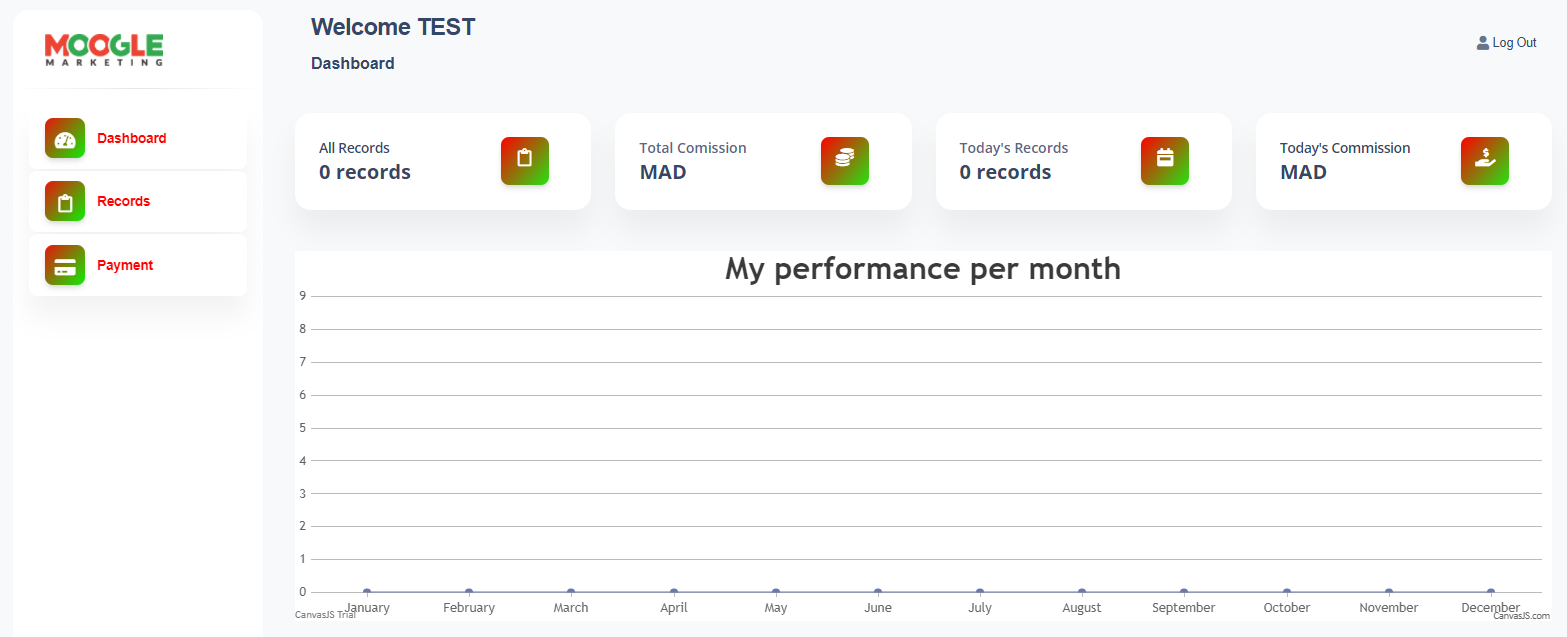 MOOGLE
MARKETING
Dashboard
Records
Payment
Welcome TEST
Dashboard
Log Out
All Records
0 records
Total Comission
MAD
Today's Records
0 records
Today's Commission
MAD
My performance per month
9
8
7
6
5
4
3
2
1
0
January February March April May June July August September October November December
CanvasJS Trial
CanvasJS.com